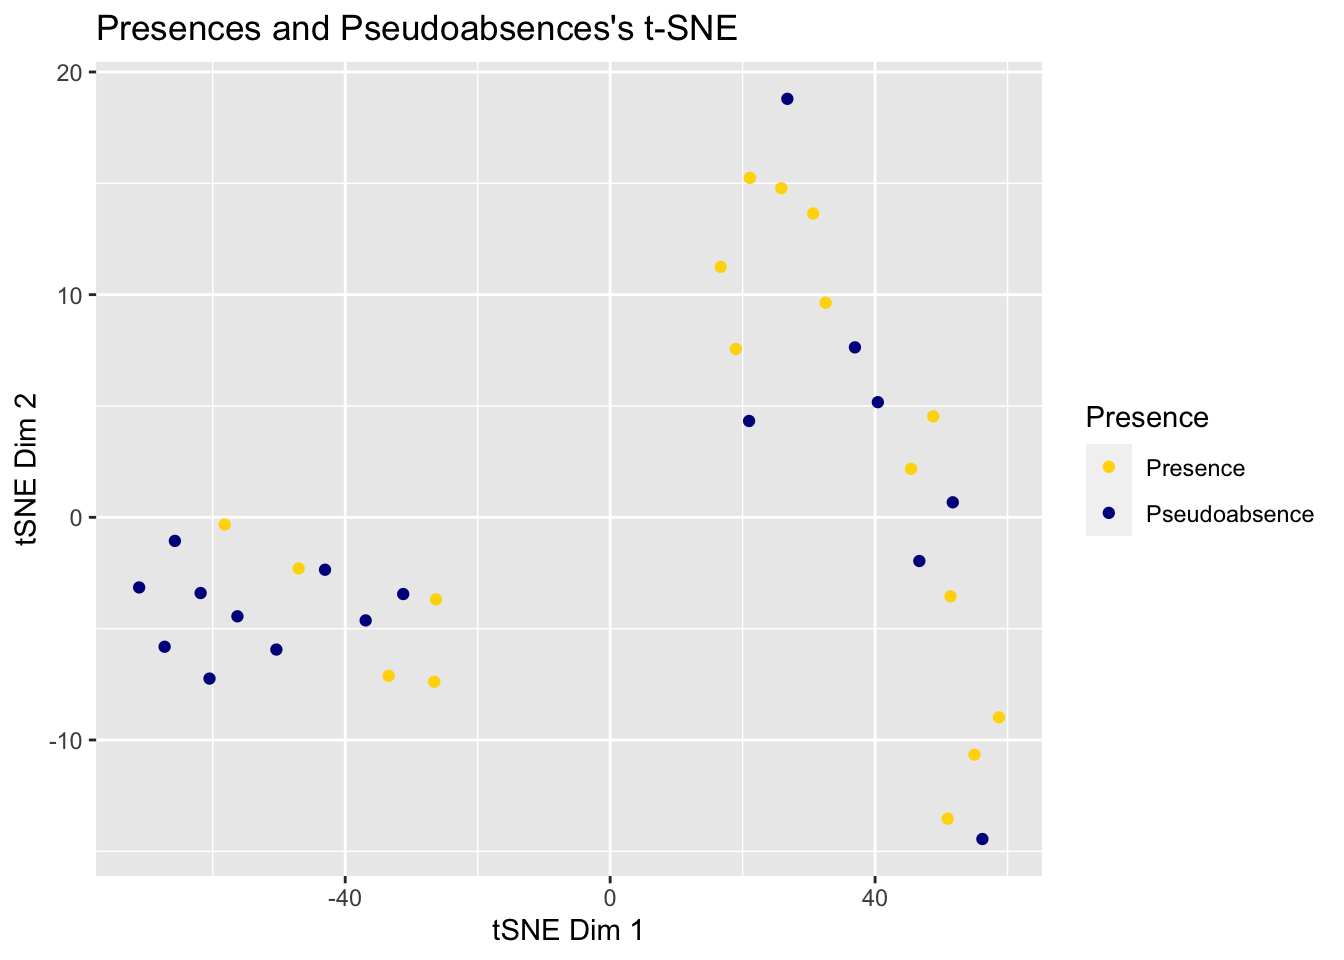 Presences and Pseudoabsences's t-SNE
20
10
0
-10
tSNE Dim 2
-40
0
40
tSNE Dim 1
Presence
Presence
Pseudoabsence